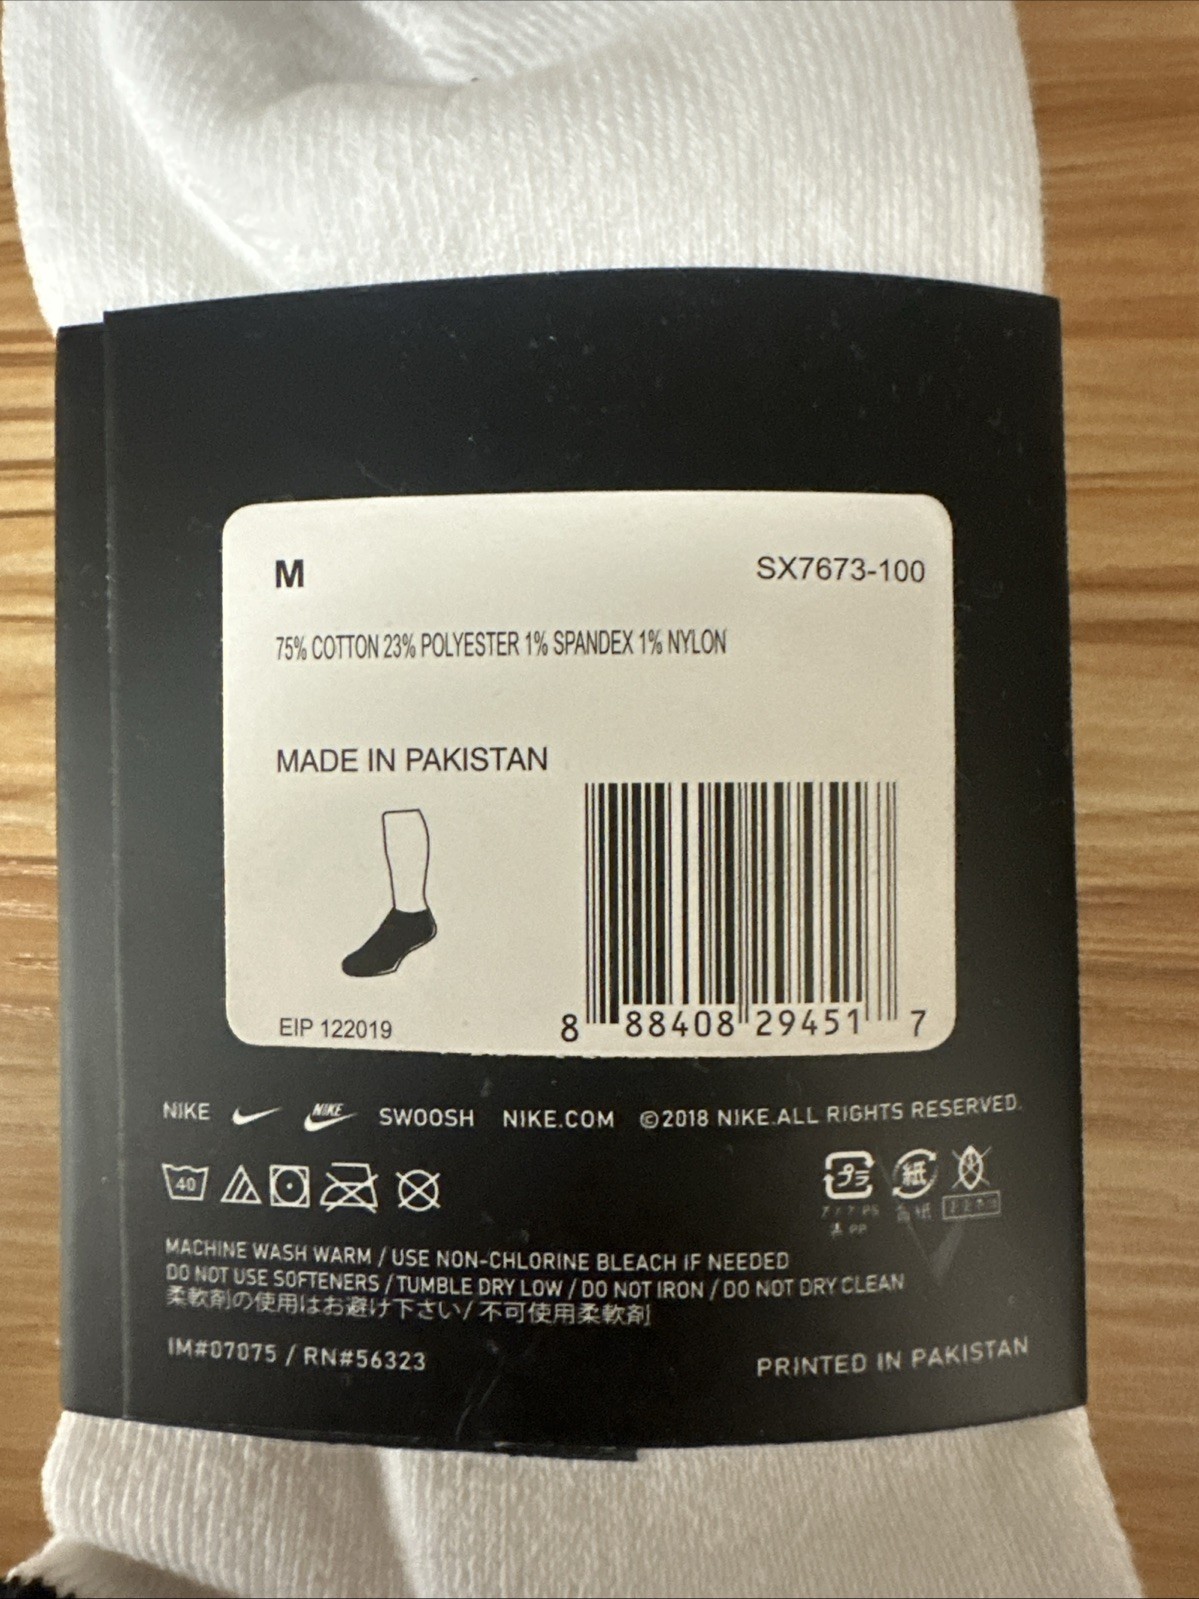 M
SX7673-100
75% COTTON 23% POLYESTER 1% SPANDEX 1% NYLON
MADE IN PAKISTAN
EIP 122019
8 88408 29451 7
NIKE NIKE SWOOSH NIKE.COM ©2018 NIKE.ALL RIGHTS RESERVED.
40
プラ 紙
PP
MACHINE WASH WARM / USE NON-CHLORINE BLEACH IF NEEDED
DO NOT USE SOFTENERS / TUMBLE DRY LOW / DO NOT IRON / DO NOT DRY CLEAN
柔軟剤の使用はお避け下さい/ 不可使用柔軟剤
IM#07075 / RN#56323
PRINTED IN PAKISTAN